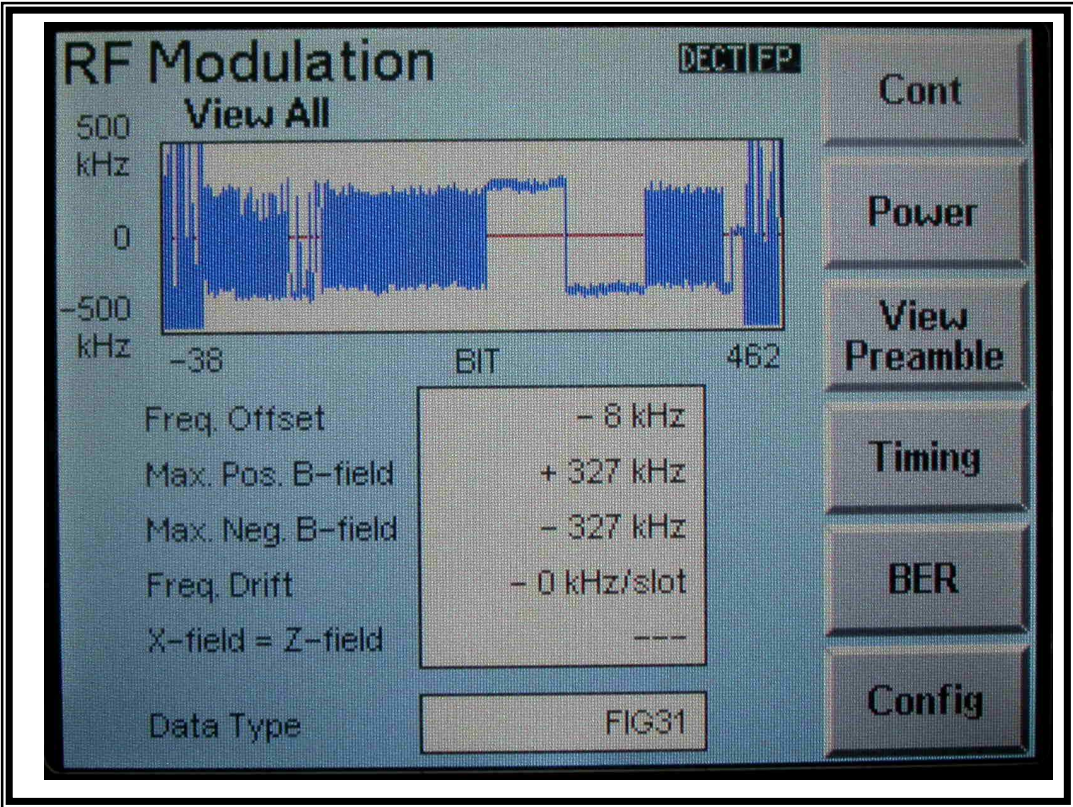 RF Modulation
DECT FP
View All
500
kHz
0
-500
kHz
-38
BIT
462
Freq. Offset
- 8 kHz
Max. Pos. B-field
+ 327 kHz
Max. Neg. B-field
- 327 kHz
Freq. Drift
- 0 kHz/slot
X-field = Z-field
---
Data Type
FIG31
Cont
Power
View
Preamble
Timing
BER
Config